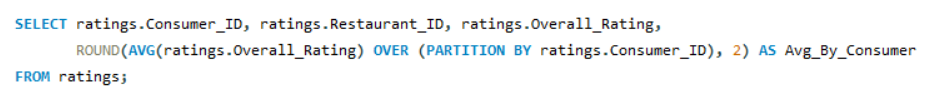 SELECT ratings.Consumer_ID, ratings.Restaurant_ID, ratings.Overall_Rating,
ROUND(AVG(ratings.Overall_Rating) OVER (PARTITION BY ratings.Consumer_ID), 2) AS Avg_By_Consumer
FROM ratings;